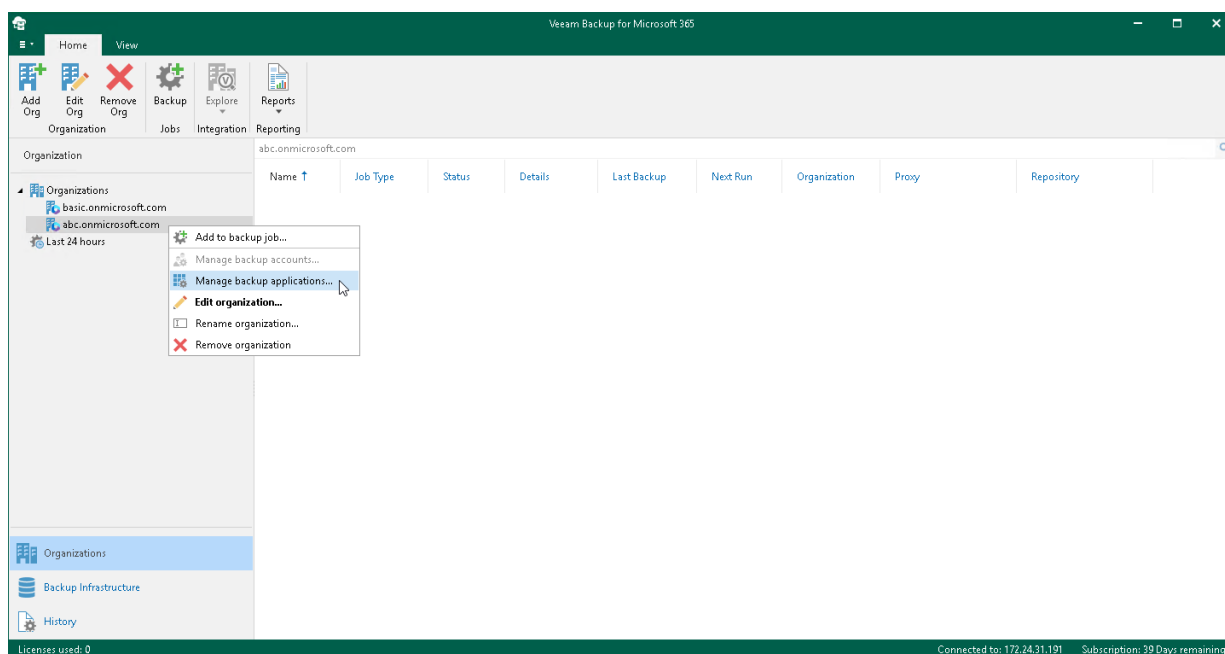 Veeam Backup for Microsoft 365
Home View
Add Org
Edit Org
Remove Org
Backup
Explore
Reports
Organization
Jobs
Integration
Reporting
Organization
abc.onmicrosoft.com
Name Job Type Status Details Last Backup Next Run Organization Proxy Repository
Organizations
basic.onmicrosoft.com
abc.onmicrosoft.com
Last 24 hours
Add to backup job...
Manage backup accounts...
Manage backup applications...
Edit organization...
Rename organization...
Remove organization
Organizations
Backup Infrastructure
History
Licenses used: 0
Connected to: 172.24.31.191 Subscription: 39 Days remaining